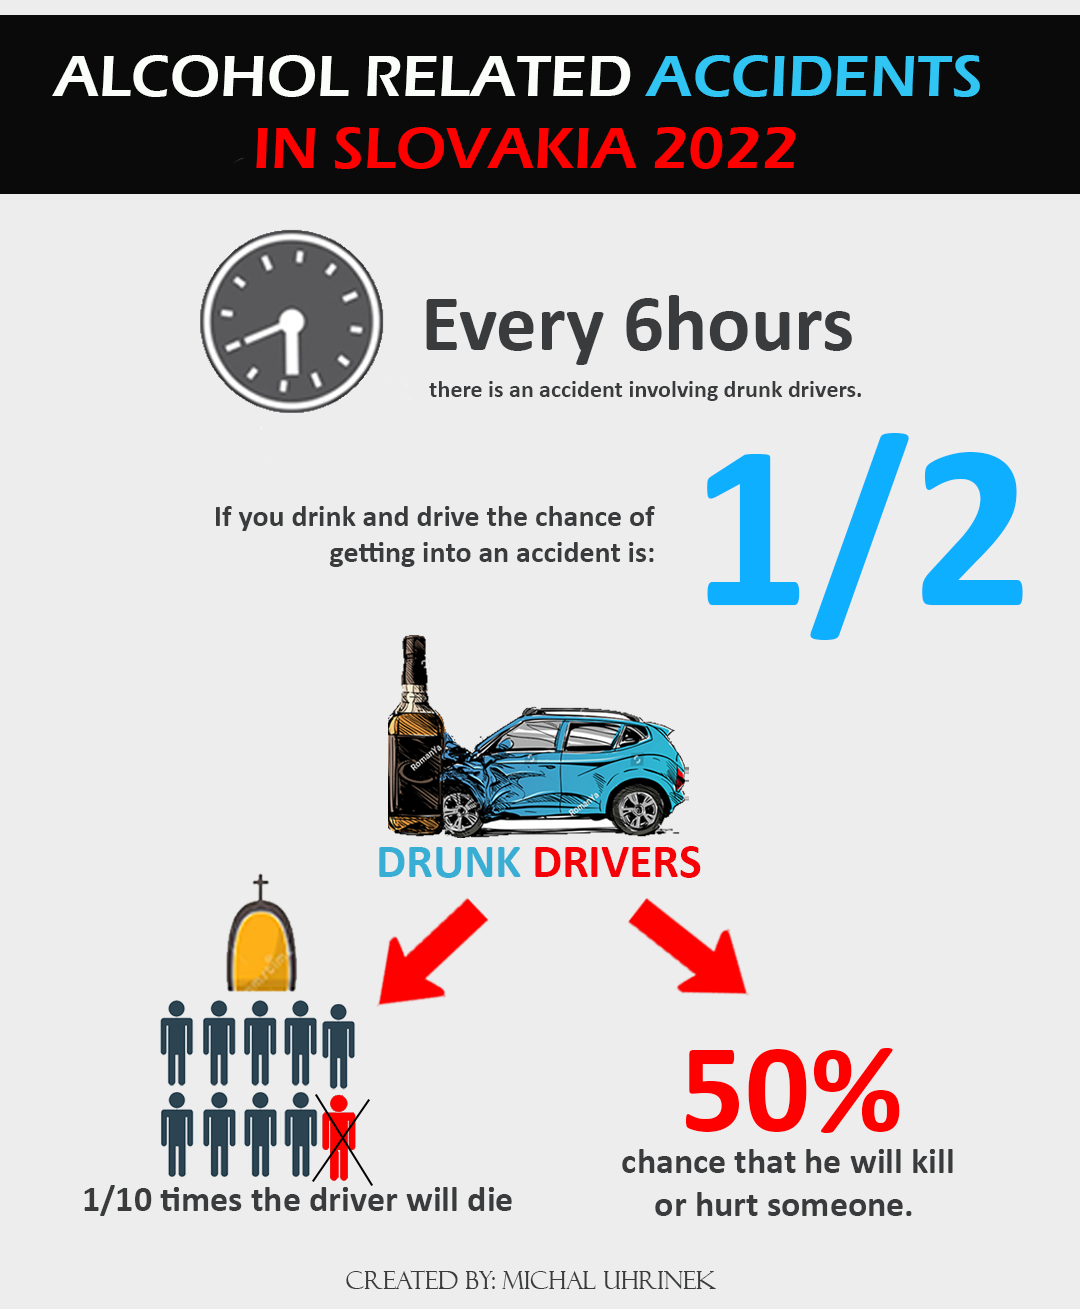 ALCOHOL RELATED ACCIDENTS
IN SLOVAKIA 2022
Every 6hours
there is an accident involving drunk drivers.
If you drink and drive the chance of
getting into an accident is:
1/2
RomanYa
RomanYa
DRUNK DRIVERS
1/10 times the driver will die
50%
chance that he will kill
or hurt someone.
CREATED BY: MICHAL UHRINEK